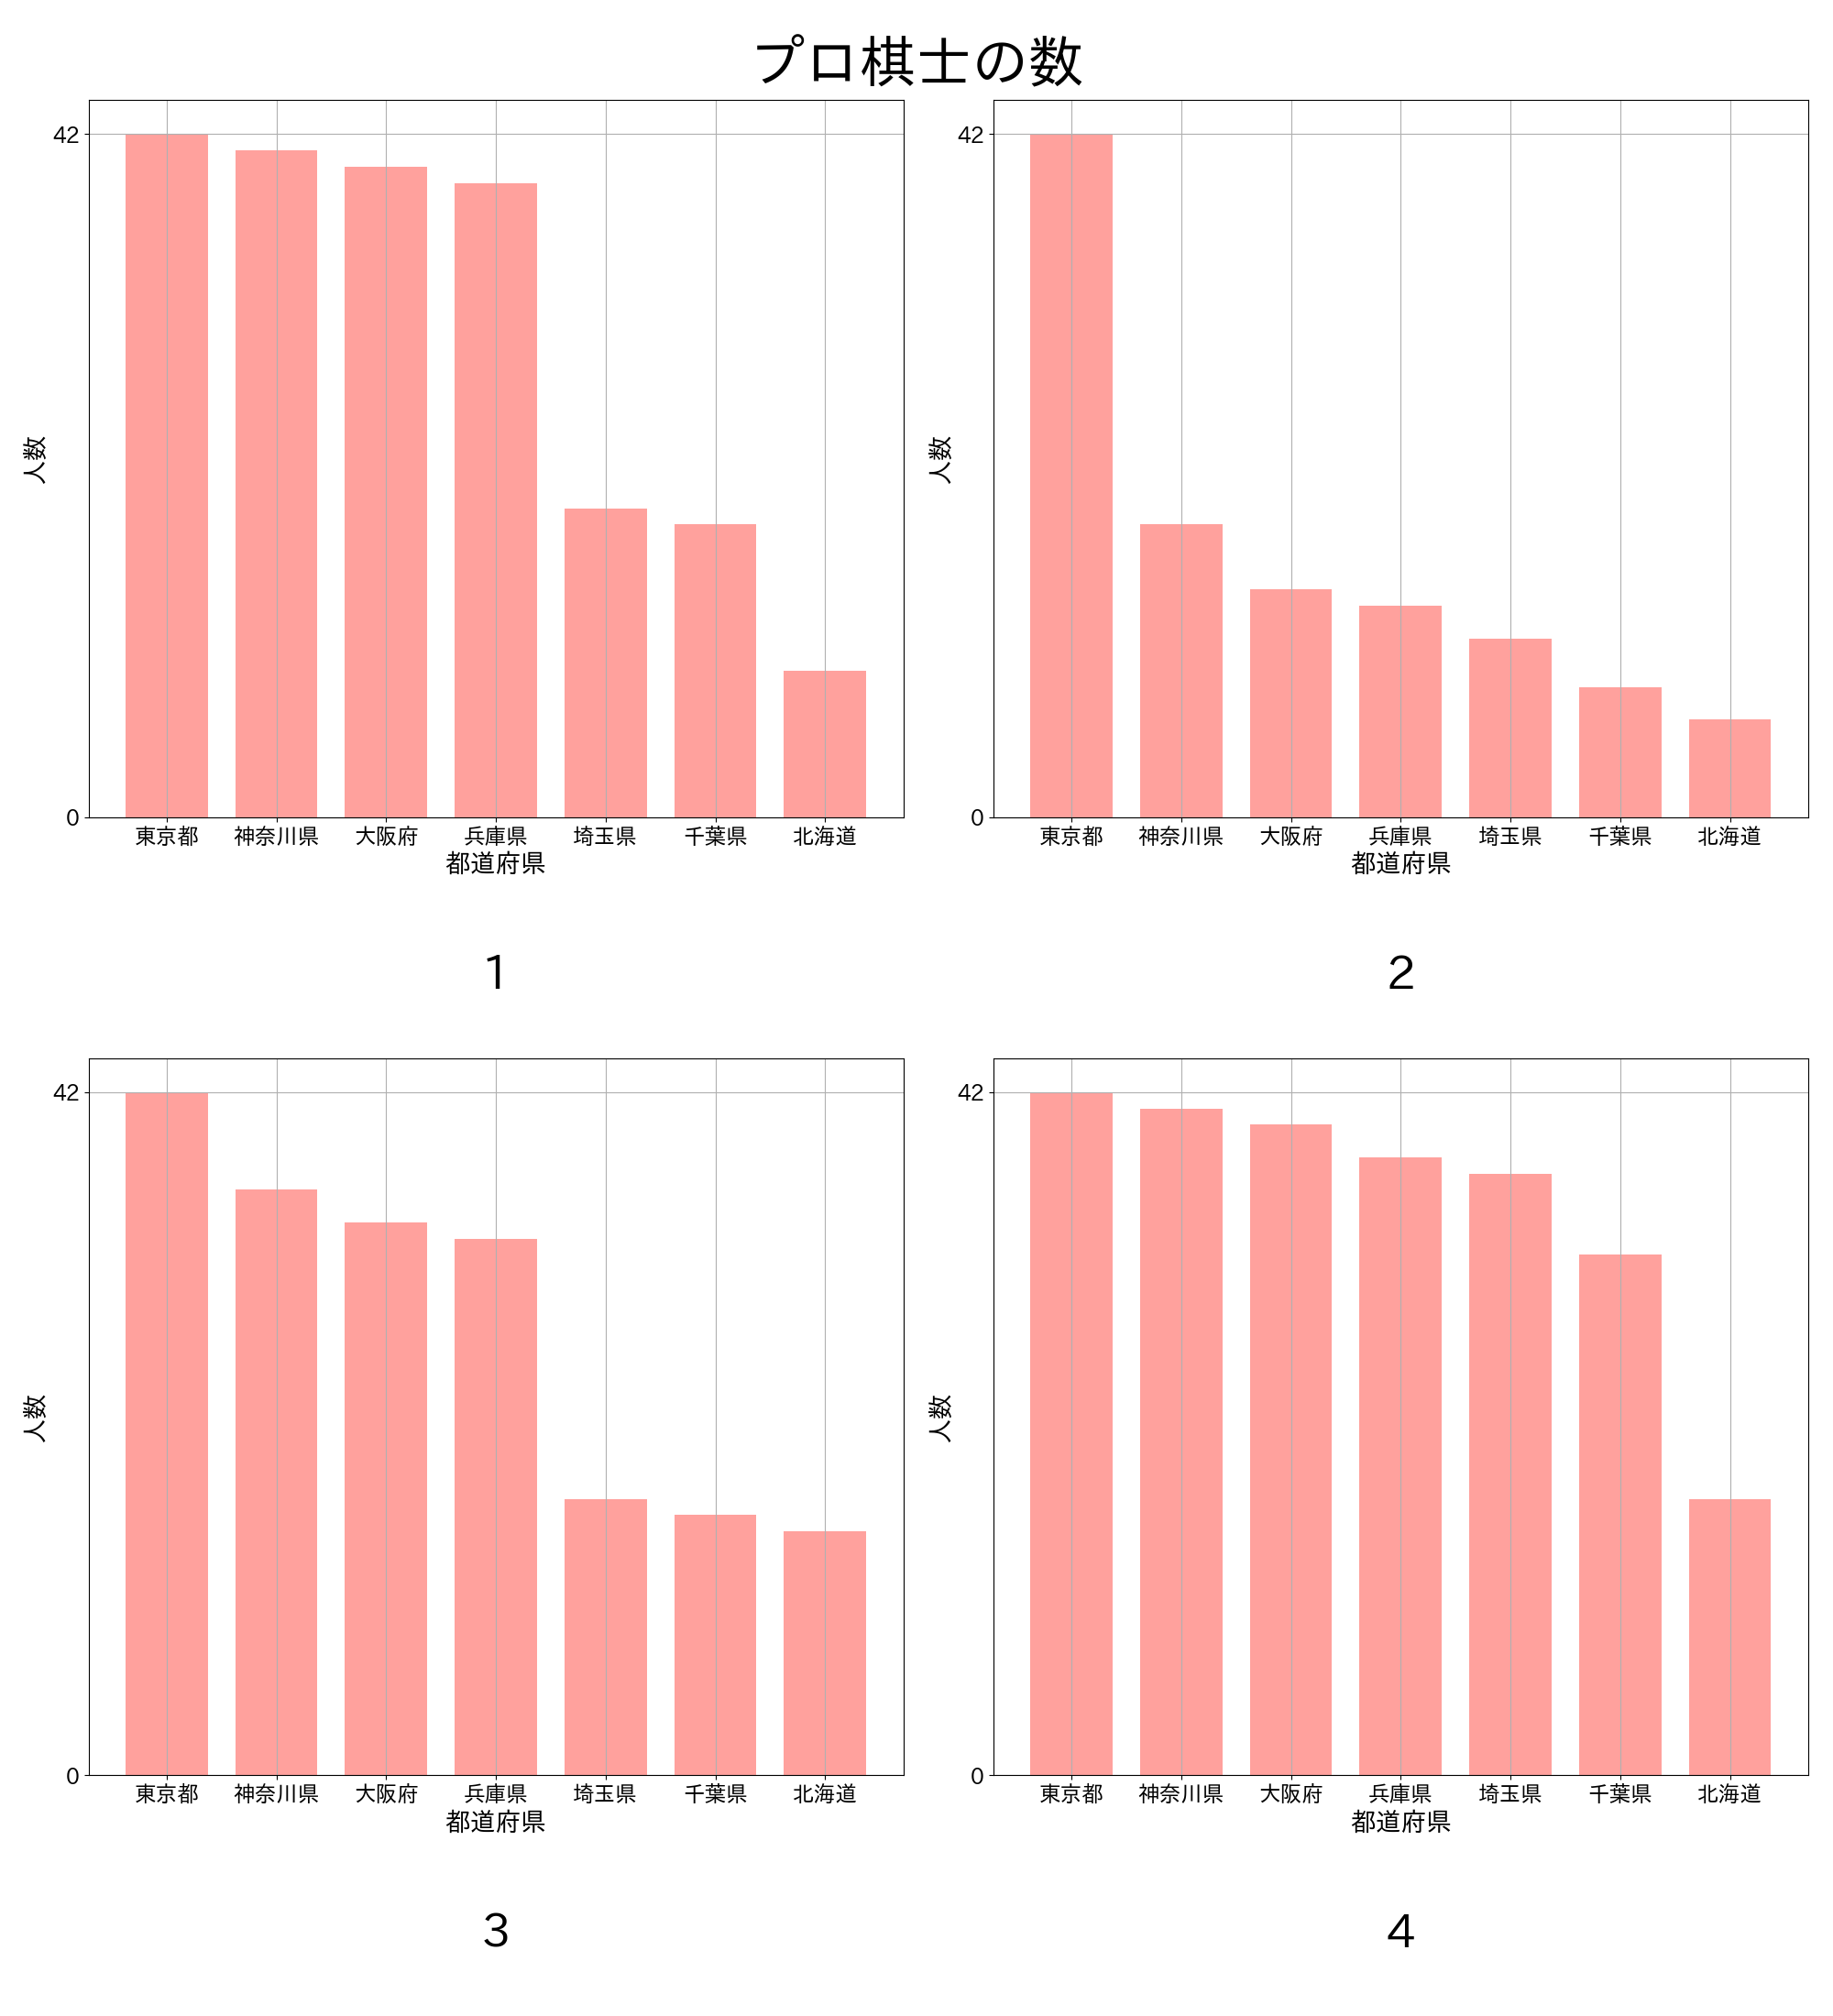 プロ棋士の数
42
0
人数
東京都 神奈川県 大阪府 兵庫県 埼玉県 千葉県 北海道
都道府県
1
42
0
人数
東京都 神奈川県 大阪府 兵庫県 埼玉県 千葉県 北海道
都道府県
2
42
0
人数
東京都 神奈川県 大阪府 兵庫県 埼玉県 千葉県 北海道
都道府県
3
42
0
人数
東京都 神奈川県 大阪府 兵庫県 埼玉県 千葉県 北海道
都道府県
4